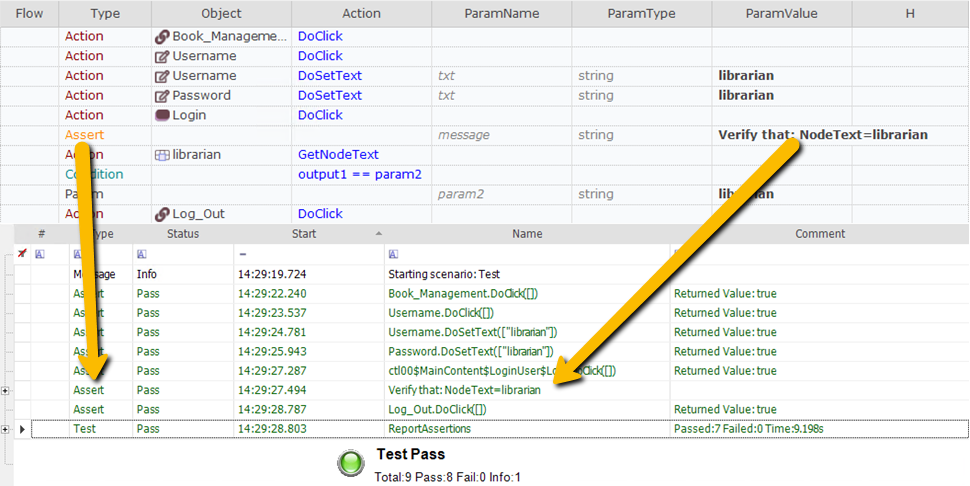 Flow Type Object Action ParamName ParamType ParamValue H
Action Book_Manageme... DoClick
Action Username DoClick
Action Username DoSetText txt string librarian
Action Password DoSetText txt string librarian
Action Login DoClick
Assert message string Verify that: NodeText=librarian
Action librarian GetNodeText
Condition output1 == param2
Param param2 string librarian
Action Log_Out DoClick
# Type Status Start Name Comment
Message Info 14:29:19.724 Starting scenario: Test
Assert Pass 14:29:22.240 Book_Management.DoClick([]) Returned Value: true
Assert Pass 14:29:23.537 Username.DoClick([]) Returned Value: true
Assert Pass 14:29:24.781 Username.DoSetText(["librarian"]) Returned Value: true
Assert Pass 14:29:25.943 Password.DoSetText(["librarian"]) Returned Value: true
Assert Pass 14:29:27.287 Returned Value: true
Assert Pass 14:29:27.494 Verify that: NodeText=librarian
Assert Pass 14:29:28.787 Log_Out.DoClick([]) Returned Value: true
Test Pass 14:29:28.803 ReportAssertions Passed:7 Failed:0 Time:9.198s
Test Pass
Total:9 Pass:8 Fail:0 Info:1